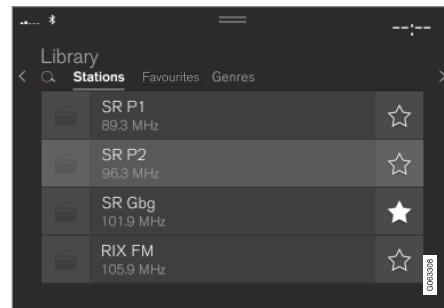 --:--
Library
Stations Favourites Genres
SR P1
89.3 MHz
SR P2
96.3 MHz
SR Gbg
101.9 MHz
RIX FM
105.9 MHz
G063308